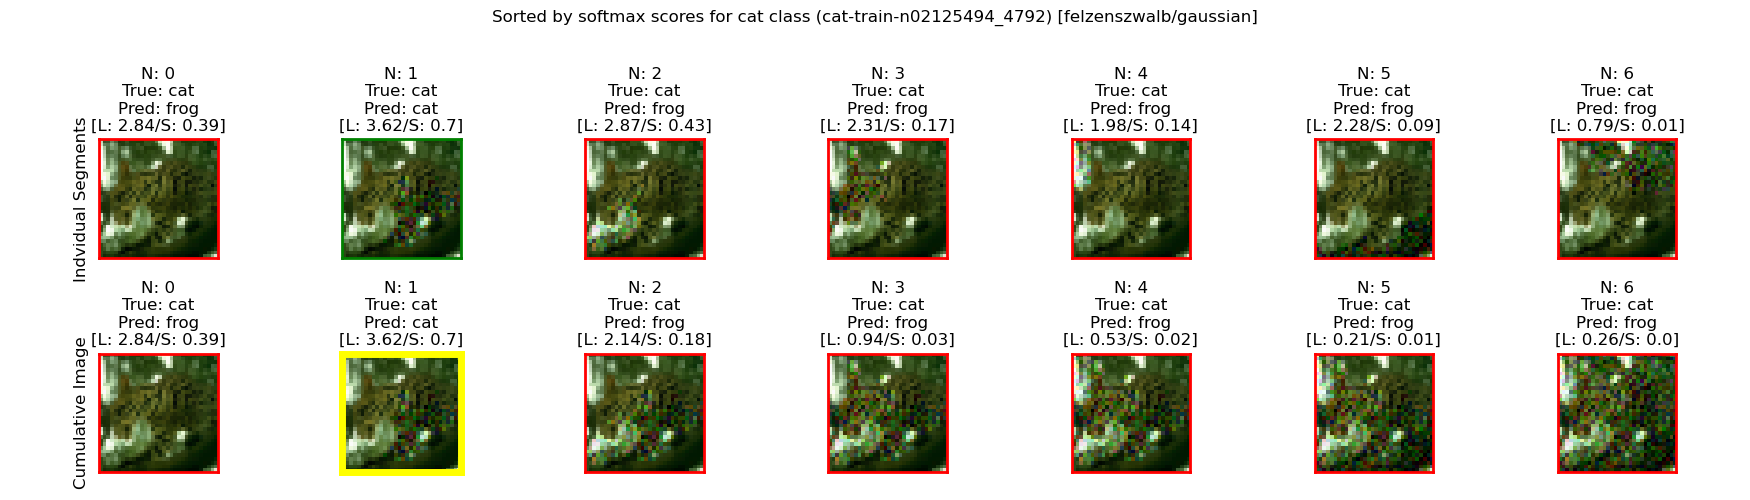 Sorted by softmax scores for cat class (cat-train-n02125494_4792) [felzenszwalb/gaussian]
Indvidual Segments
N: 0
True: cat
Pred: frog
[L: 2.84/S: 0.39]
N: 1
True: cat
Pred: cat
[L: 3.62/S: 0.7]
N: 2
True: cat
Pred: frog
[L: 2.87/S: 0.43]
N: 3
True: cat
Pred: frog
[L: 2.31/S: 0.17]
N: 4
True: cat
Pred: frog
[L: 1.98/S: 0.14]
N: 5
True: cat
Pred: frog
[L: 2.28/S: 0.09]
N: 6
True: cat
Pred: frog
[L: 0.79/S: 0.01]
Cumulative Image
N: 0
True: cat
Pred: frog
[L: 2.84/S: 0.39]
N: 1
True: cat
Pred: cat
[L: 3.62/S: 0.7]
N: 2
True: cat
Pred: frog
[L: 2.14/S: 0.18]
N: 3
True: cat
Pred: frog
[L: 0.94/S: 0.03]
N: 4
True: cat
Pred: frog
[L: 0.53/S: 0.02]
N: 5
True: cat
Pred: frog
[L: 0.21/S: 0.01]
N: 6
True: cat
Pred: frog
[L: 0.26/S: 0.0]